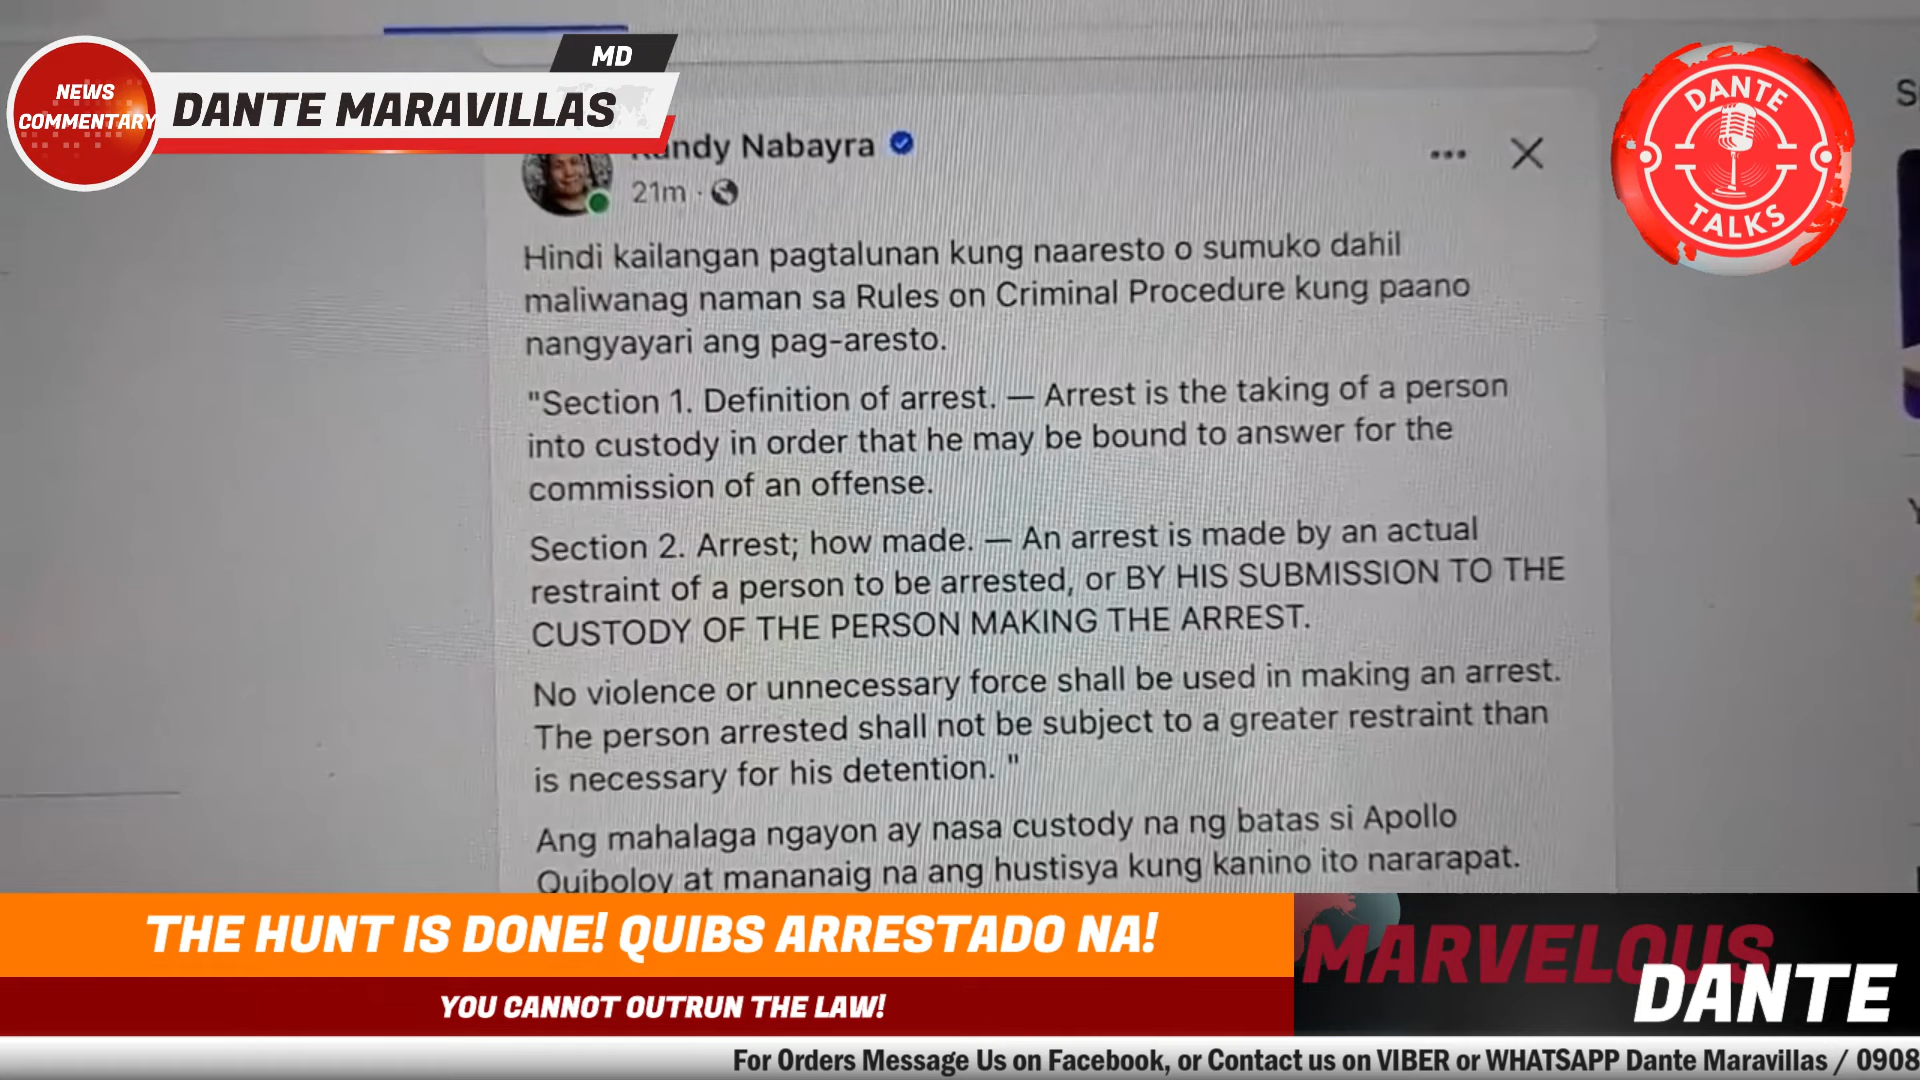 MD
NEWS
COMMENTARY
DANTE MARAVILLAS
DANTE
TALKS
Nabayra
21m
Hindi kailangan pagtalunan kung naaresto o sumuko dahil
maliwanag naman sa Rules on Criminal Procedure kung paano
nangyayari ang pag-aresto.
"Section 1. Definition of arrest. — Arrest is the taking of a person
into custody in order that he may be bound to answer for the
commission of an offense.
Section 2. Arrest; how made. — An arrest is made by an actual
restraint of a person to be arrested, or BY HIS SUBMISSION TO THE
CUSTODY OF THE PERSON MAKING THE ARREST.
No violence or unnecessary force shall be used in making an arrest.
The person arrested shall not be subject to a greater restraint than
is necessary for his detention. "
Ang mahalaga ngayon ay nasa custody na ng batas si Apollo
Quiboloy at mananaig na ang hustisya kung kanino ito nararapat.
THE HUNT IS DONE! QUIBS ARRESTADO NA!
YOU CANNOT OUTRUN THE LAW!
MARVELOUS
DANTE
For Orders Message Us on Facebook, or Contact us on VIBER or WHATSAPP Dante Maravillas / 0908